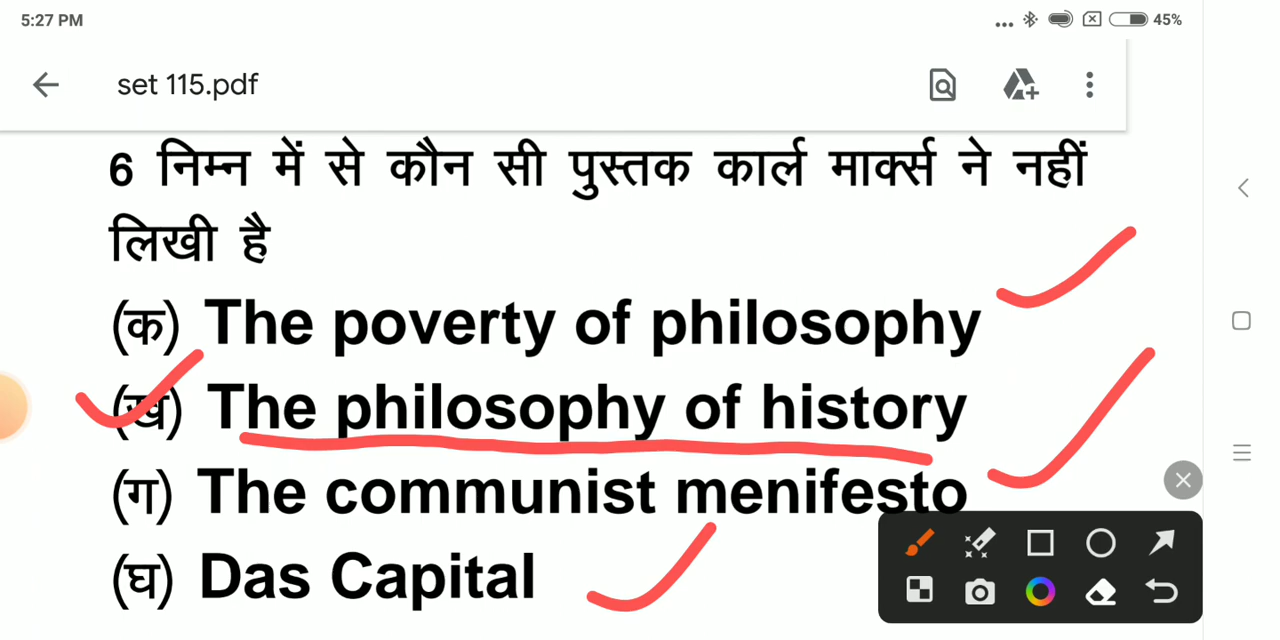 5:27 PM
45%
set 115.pdf
6 निम्न में से कौन सी पुस्तक कार्ल मार्क्स ने नहीं
लिखी है
(क) The poverty of philosophy
(ख) The philosophy of history
(ग) The communist menifesto
(घ) Das Capital